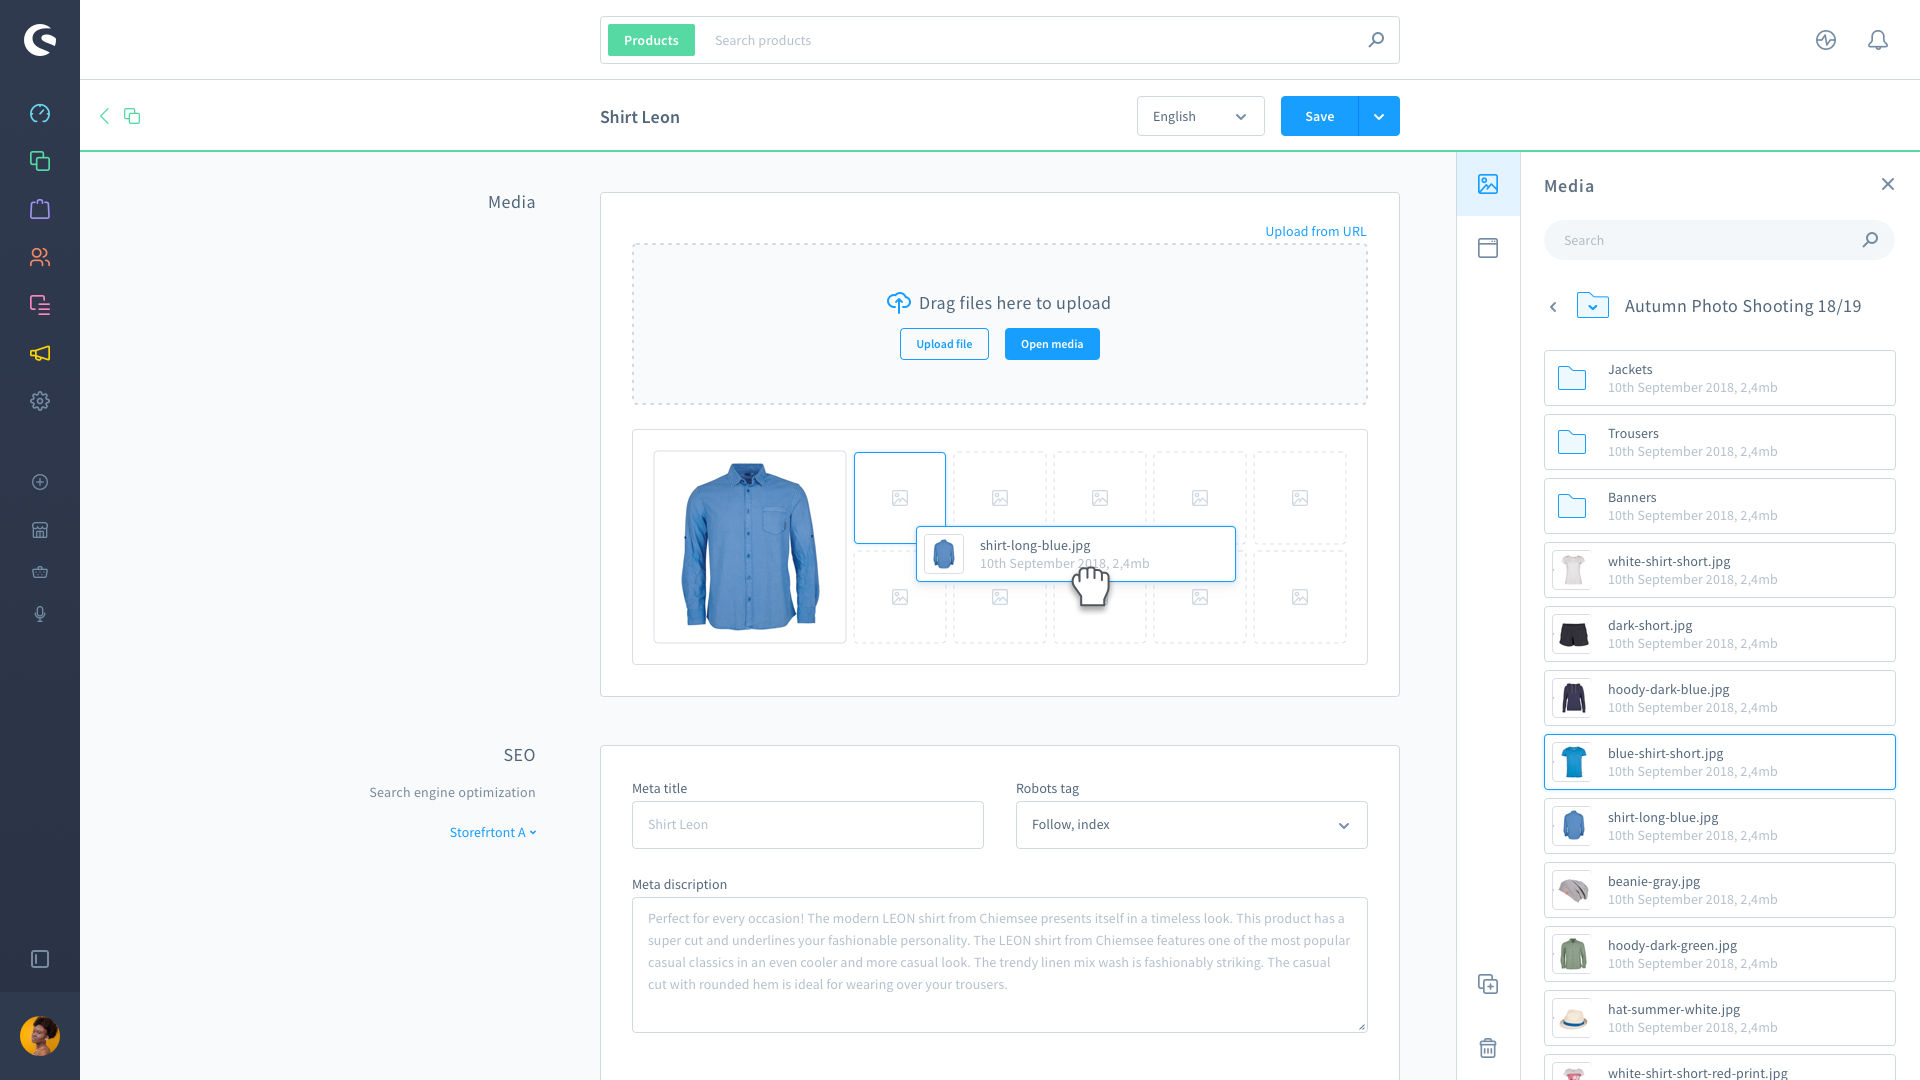 Products
Search products
Shirt Leon
English
Save
Media
Upload from URL
Drag files here to upload
Upload file
Open media
shirt-long-blue.jpg
10th September 2018, 2,4mb
SEO
Search engine optimization
Storefrtont A
Meta title
Shirt Leon
Robots tag
Follow, index
Meta discription
Perfect for every occasion! The modern LEON shirt from Chiemsee presents itself in a timeless look. This product has a
super cut and underlines your fashionable personality. The LEON shirt from Chiemsee features one of the most popular
casual classics in an even cooler and more casual look. The trendy linen mix wash is fashionably striking. The casual
cut with rounded hem is ideal for wearing over your trousers.
Media
Search
Autumn Photo Shooting 18/19
Jackets
10th September 2018, 2,4mb
Trousers
10th September 2018, 2,4mb
Banners
10th September 2018, 2,4mb
white-shirt-short.jpg
10th September 2018, 2,4mb
dark-short.jpg
10th September 2018, 2,4mb
hoody-dark-blue.jpg
10th September 2018, 2,4mb
blue-shirt-short.jpg
10th September 2018, 2,4mb
shirt-long-blue.jpg
10th September 2018, 2,4mb
beanie-gray.jpg
10th September 2018, 2,4mb
hoody-dark-green.jpg
10th September 2018, 2,4mb
hat-summer-white.jpg
10th September 2018, 2,4mb
white-shirt-short-red-print.jpg